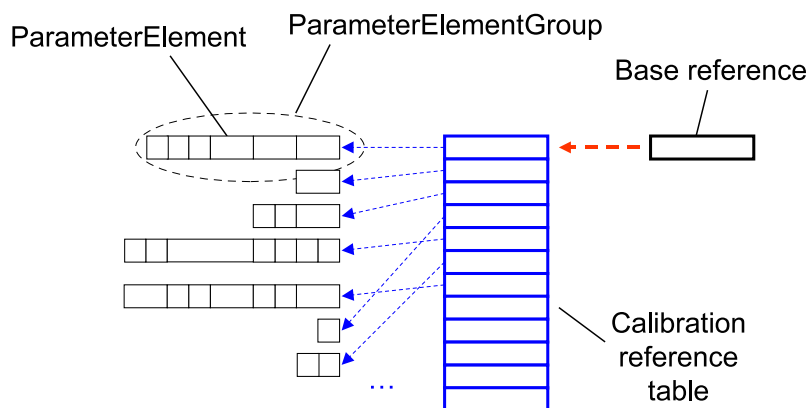 ParameterElement
ParameterElementGroup
Base reference
Calibration
reference
table
...